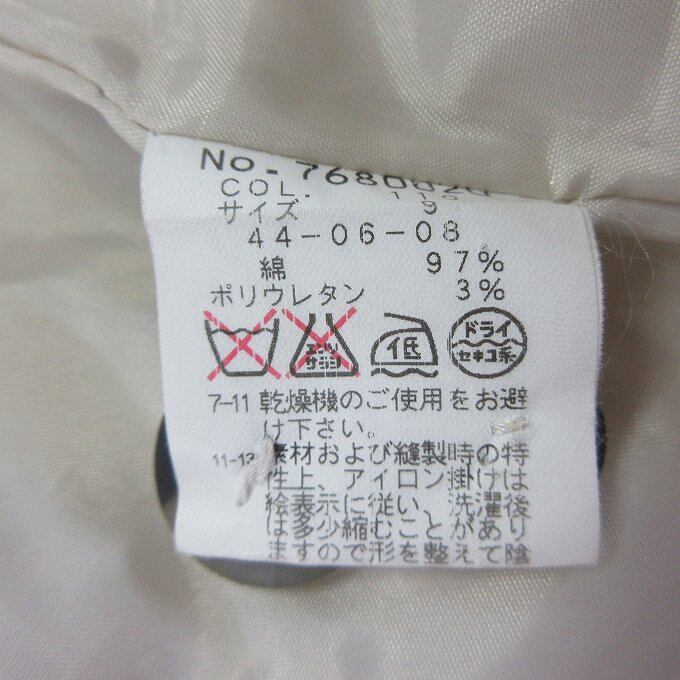 No. 7680020
COL. 116
サイズ 9
44-06-08
綿 97%
ポリウレタン 3%
エンソ サラシ 低 ドライ セキユ系
7-11 乾燥機のご使用をお避
け下さい。
素材および縫製時の特
性上、アイロン掛けは
絵表示に従い、洗濯後
は多少縮むことがあり
ますので形を整えて陰